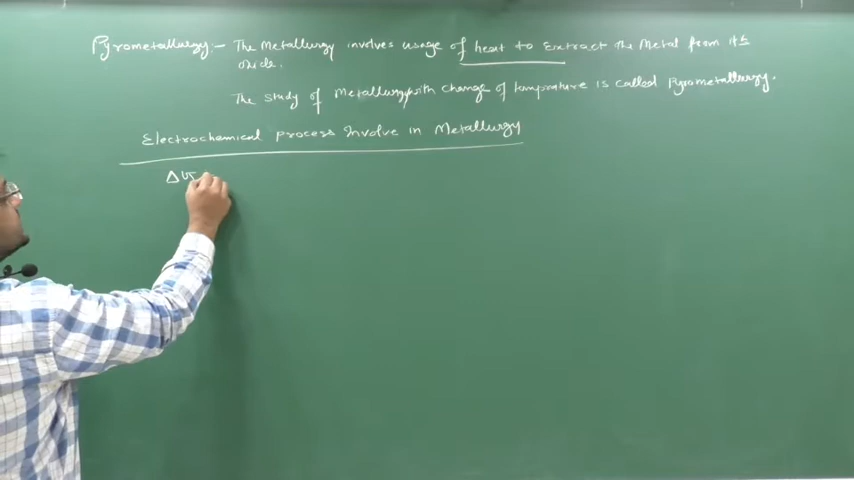 Pyrometallurgy:- The Metallurgy involves usage of heat to Extract the Metal from its
oxide.
The study of Metallurgy with change of temprature is called Pyrometallurgy.
Electrochemical process Involve in Metallurgy